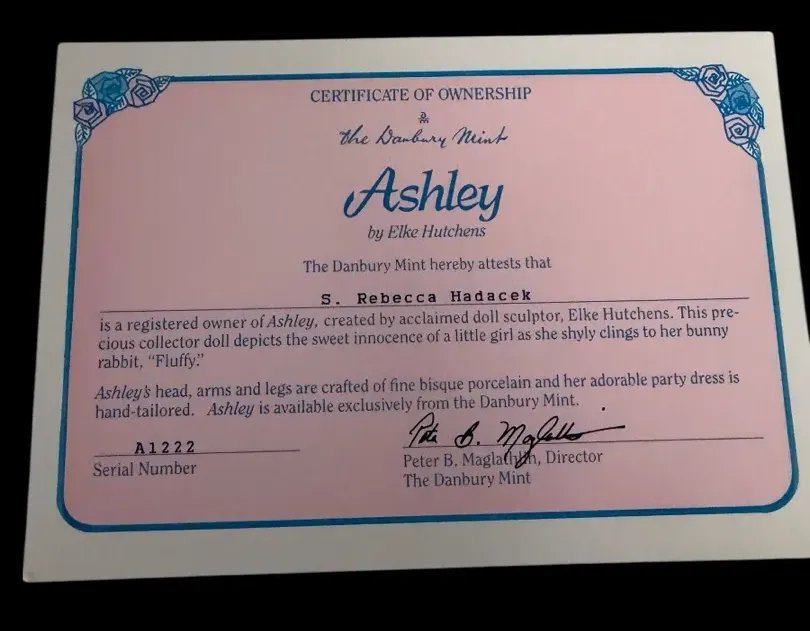 CERTIFICATE OF OWNERSHIP
DM
the Danbury Mint
Ashley
by Elke Hutchens
The Danbury Mint hereby attests that
S. Rebecca Hadacek
is a registered owner of Ashley, created by acclaimed doll sculptor, Elke Hutchens. This pre-
cious collector doll depicts the sweet innocence of a little girl as she shyly clings to her bunny
rabbit, “Fluffy.”
Ashley's head, arms and legs are crafted of fine bisque porcelain and her adorable party dress is
hand-tailored. Ashley is available exclusively from the Danbury Mint.
A1222
Serial Number
Peter B. Maglathlin
Peter B. Maglathlin, Director
The Danbury Mint